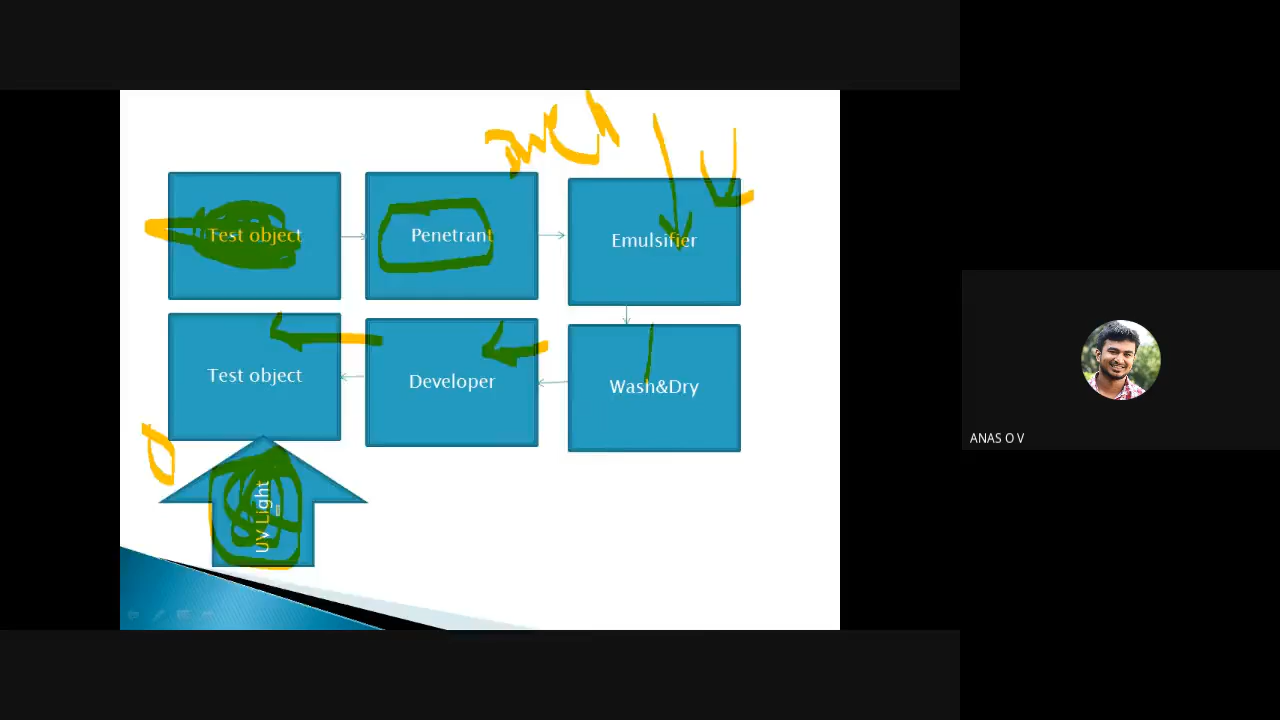 Test object
Penetrant
Emulsifier
Test object
Developer
Wash&Dry
UV Light
ANAS O V